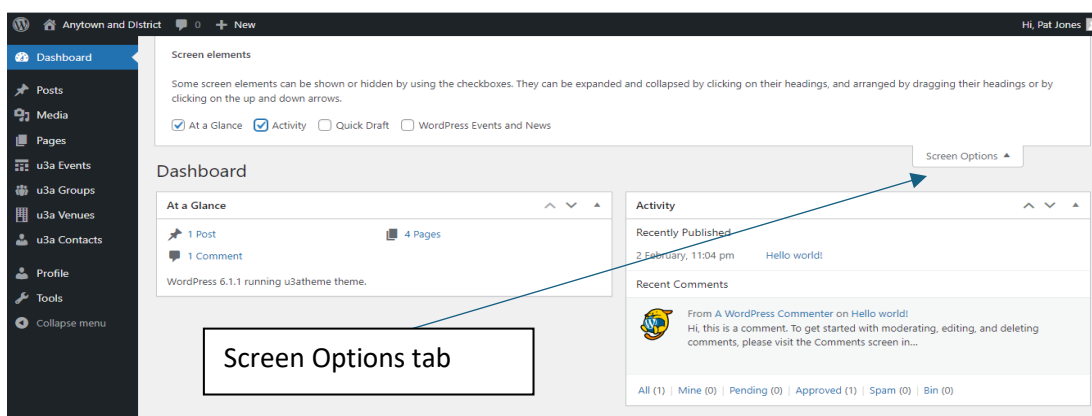 Anytown and District 0 + New Hi, Pat Jones
Dashboard
Posts
Media
Pages
u3a Events
u3a Groups
u3a Venues
u3a Contacts
Profile
Tools
Collapse menu
Screen elements
Some screen elements can be shown or hidden by using the checkboxes. They can be expanded and collapsed by clicking on their headings, and arranged by dragging their headings or by
clicking on the up and down arrows.
At a Glance Activity Quick Draft WordPress Events and News
Screen Options
Dashboard
At a Glance
1 Post 4 Pages
1 Comment
WordPress 6.1.1 running u3atheme theme.
Activity
Recently Published
2 February, 11:04 pm Hello world!
Recent Comments
From A WordPress Commenter on Hello world!
Hi, this is a comment. To get started with moderating, editing, and deleting
comments, please visit the Comments screen in...
All (1) | Mine (0) | Pending (0) | Approved (1) | Spam (0) | Bin (0)
Screen Options tab